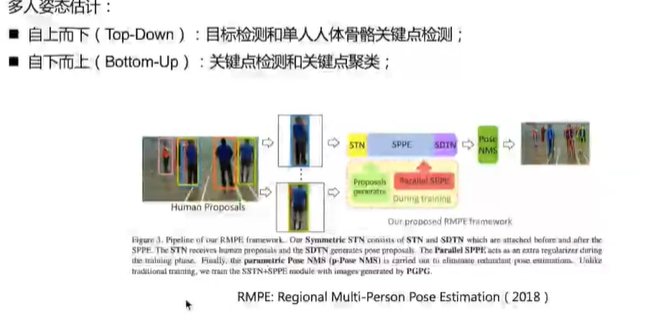 多人姿态估计：
■ 自上而下（Top-Down）：目标检测和单人人体骨骼关键点检测；
■ 自下而上（Bottom-Up）：关键点检测和关键点聚类；
Human Proposals
STN
SPPE
SDTN
Pose
NMS
Proposals
generator
Parallel SPPE
During training
Our proposed RMPE framework
Figure 3. Pipeline of our RMPE framework. Our Symmetric STN consists of STN and SDTN which are attached before and after the
SPPE. The STN receives human proposals and the SDTN generates pose proposals. The Parallel SPPE acts as an extra regularizer during
the training phase. Finally, the parametric Pose NMS (p-Pose NMS) is carried out to eliminate redundant pose estimations. Unlike
traditional training, we train the SSTN+SPPE module with images generated by PGPG.
RMPE: Regional Multi-Person Pose Estimation（2018）